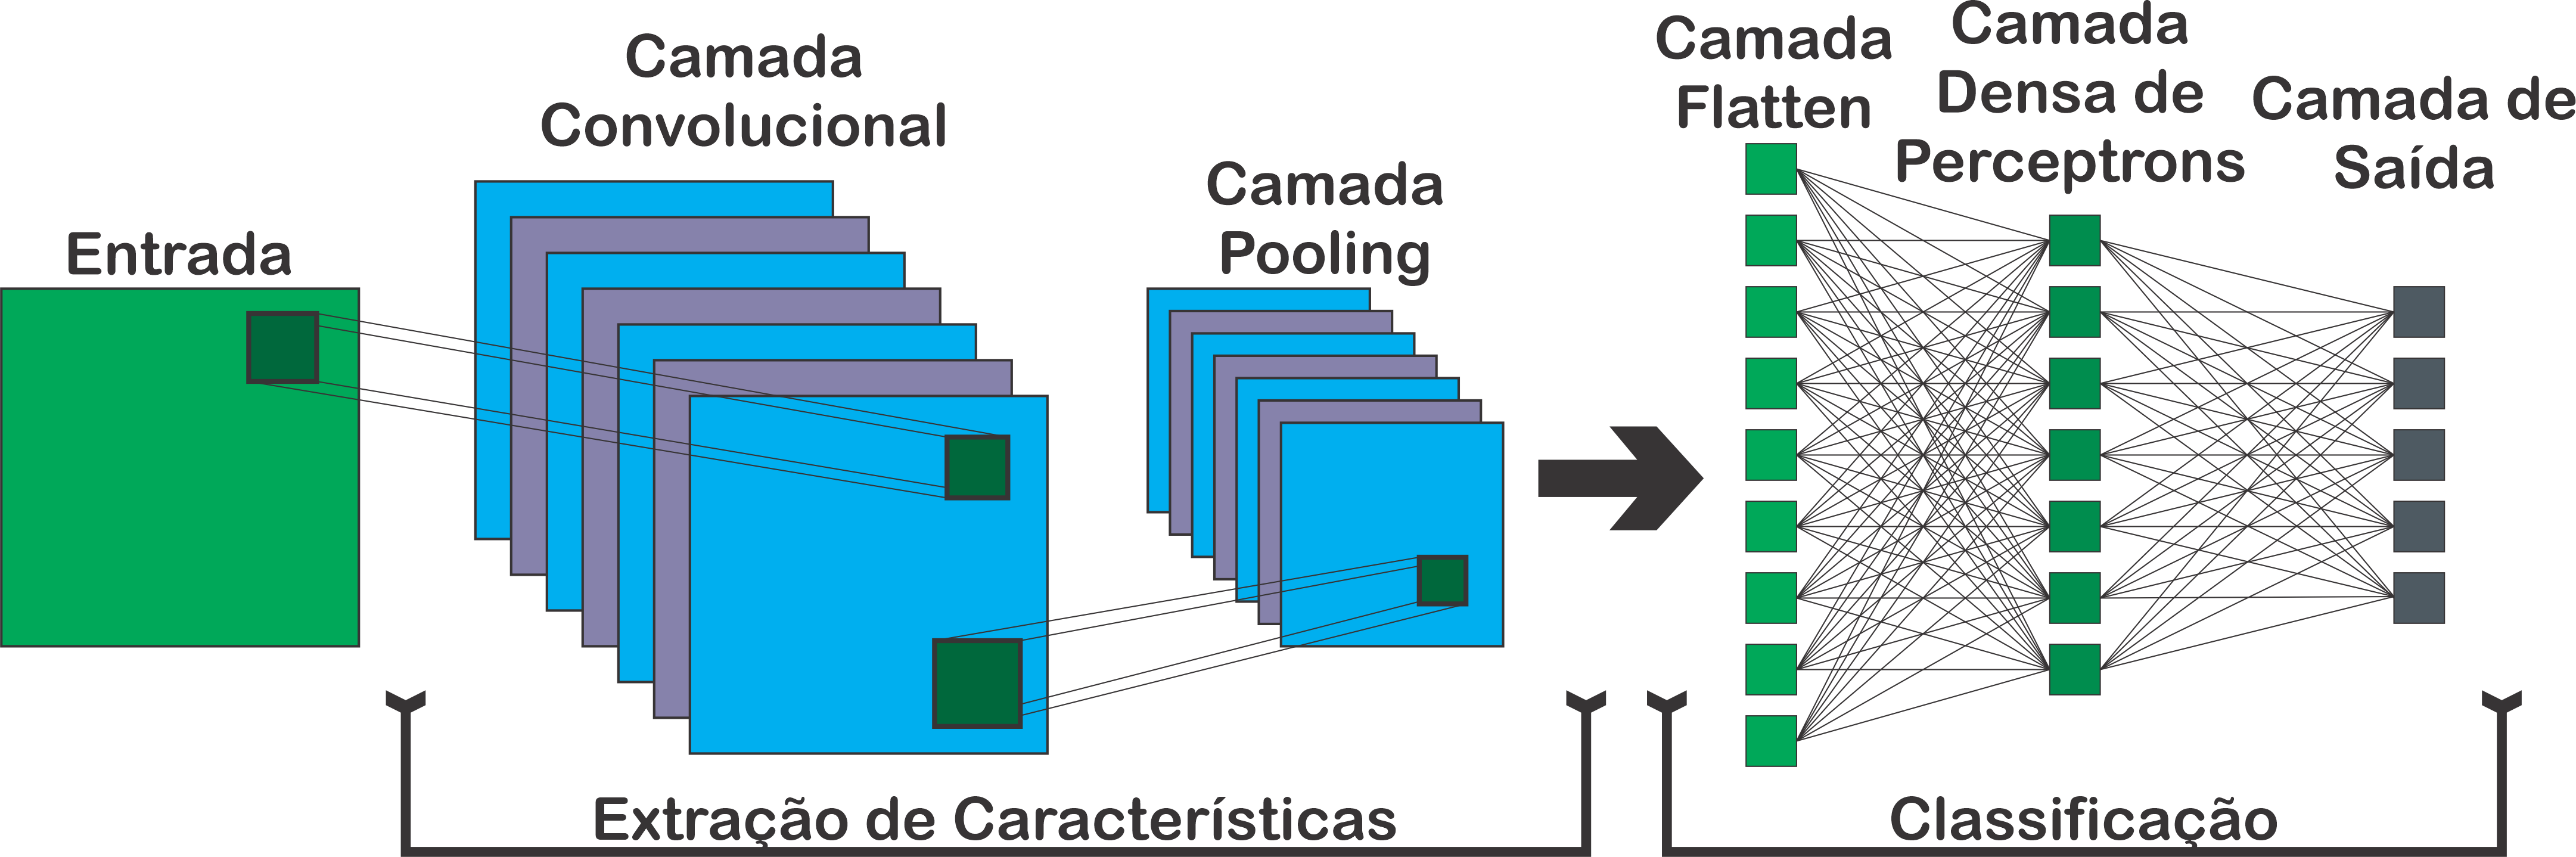 Entrada
Camada
Convolucional
Camada
Pooling
Camada
Flatten
Camada
Densa de
Perceptrons
Camada de
Saída
Extração de Características
Classificação